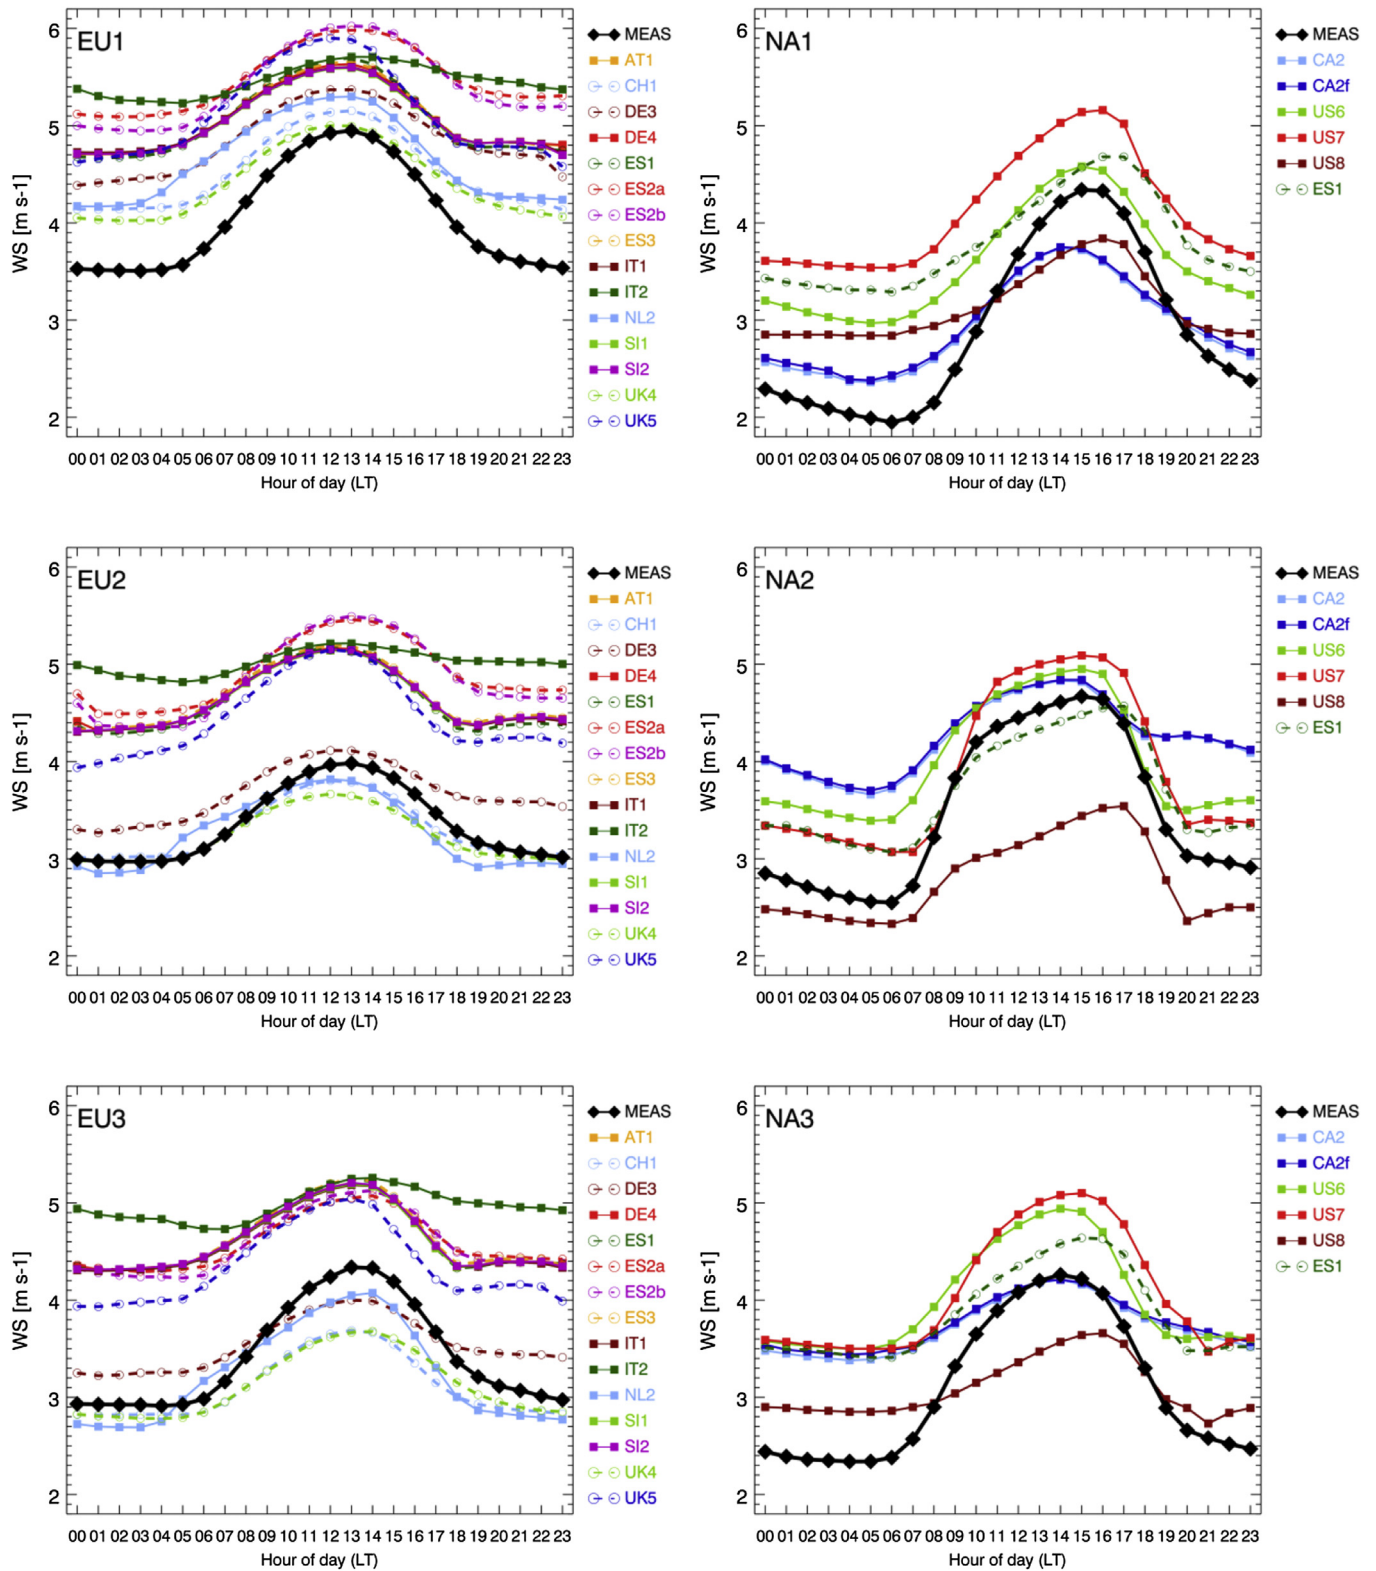 EU1
WS [m s-1]
6
5
4
3
2
00 01 02 03 04 05 06 07 08 09 10 11 12 13 14 15 16 17 18 19 20 21 22 23
Hour of day (LT)
MEAS
AT1
CH1
DE3
DE4
ES1
ES2a
ES2b
ES3
IT1
IT2
NL2
SI1
SI2
UK4
UK5
NA1
WS [m s-1]
6
5
4
3
2
00 01 02 03 04 05 06 07 08 09 10 11 12 13 14 15 16 17 18 19 20 21 22 23
Hour of day (LT)
MEAS
CA2
CA2f
US6
US7
US8
ES1
EU2
WS [m s-1]
6
5
4
3
2
00 01 02 03 04 05 06 07 08 09 10 11 12 13 14 15 16 17 18 19 20 21 22 23
Hour of day (LT)
MEAS
AT1
CH1
DE3
DE4
ES1
ES2a
ES2b
ES3
IT1
IT2
NL2
SI1
SI2
UK4
UK5
NA2
WS [m s-1]
6
5
4
3
2
00 01 02 03 04 05 06 07 08 09 10 11 12 13 14 15 16 17 18 19 20 21 22 23
Hour of day (LT)
MEAS
CA2
CA2f
US6
US7
US8
ES1
EU3
WS [m s-1]
6
5
4
3
2
00 01 02 03 04 05 06 07 08 09 10 11 12 13 14 15 16 17 18 19 20 21 22 23
Hour of day (LT)
MEAS
AT1
CH1
DE3
DE4
ES1
ES2a
ES2b
ES3
IT1
IT2
NL2
SI1
SI2
UK4
UK5
NA3
WS [m s-1]
6
5
4
3
2
00 01 02 03 04 05 06 07 08 09 10 11 12 13 14 15 16 17 18 19 20 21 22 23
Hour of day (LT)
MEAS
CA2
CA2f
US6
US7
US8
ES1